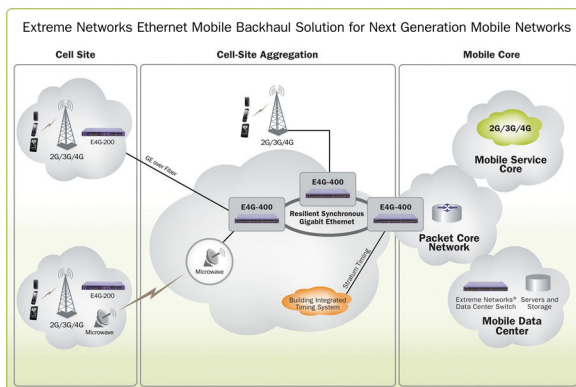 Extreme Networks Ethernet Mobile Backhaul Solution for Next Generation Mobile Networks
Cell Site
Cell-Site Aggregation
Mobile Core
E4G-200
2G/3G/4G
GE over Fiber
2G/3G/4G
E4G-400
E4G-400
E4G-400
Resilient Synchronous
Gigabit Ethernet
Microwave
Stratum Timing
Building Integrated
Timing System
E4G-200
2G/3G/4G
Microwave
2G/3G/4G
Mobile Service
Core
Packet Core
Network
Extreme Networks®
Data Center Switch
Servers and
Storage
Mobile Data
Center